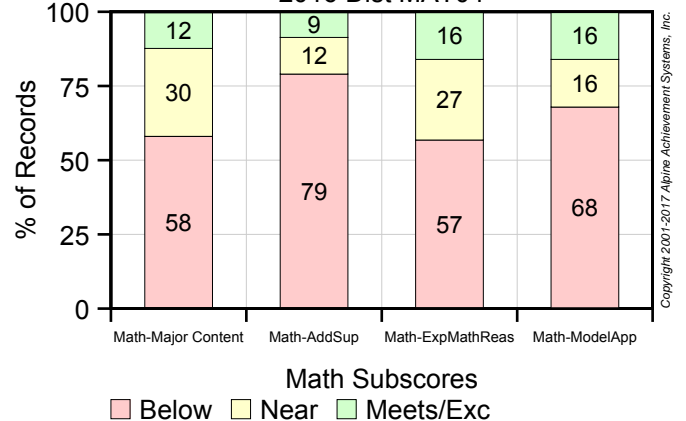 100
75
50
25
0
% of Records
12
30
58
9
12
79
16
27
57
16
16
68
Math-Major Content
Math-AddSup
Math-ExpMathReas
Math-ModelApp
Math Subscores
Below
Near
Meets/Exc
Copyright 2001-2017 Alpine Achievement Systems, Inc.